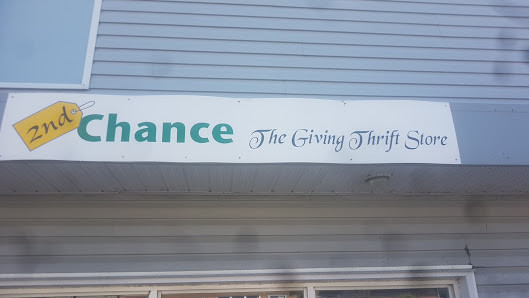 2nd Chance The Giving Thrift Store